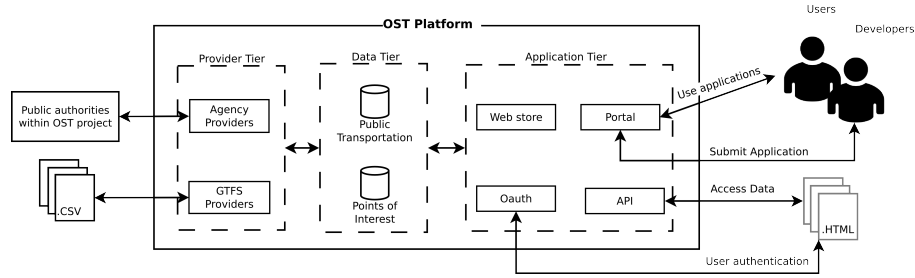 Users
Developers
OST Platform
Provider Tier
Data Tier
Application Tier
Public authorities
within OST project
Agency
Providers
Public
Transportation
Web store
Portal
Use applications
Submit Application
.CSV
GTFS
Providers
Points of
Interest
Oauth
API
Access Data
.HTML
User authentication